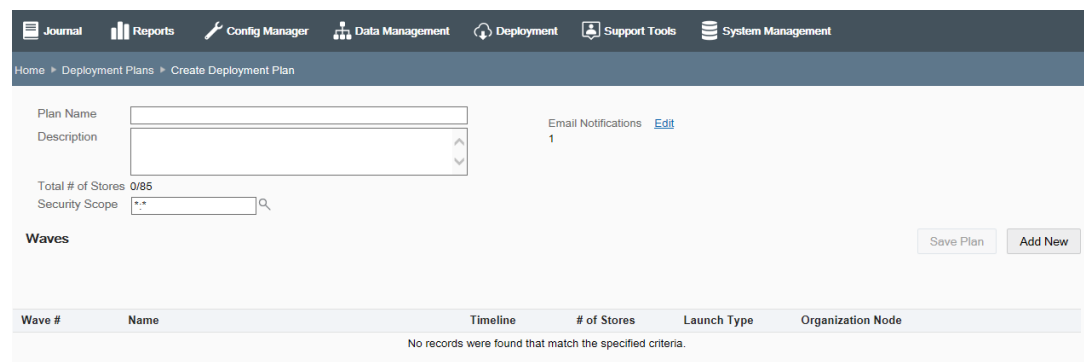 Journal Reports Config Manager Data Management Deployment Support Tools System Management
Home Deployment Plans Create Deployment Plan
Plan Name
Email Notifications Edit
Description
1
Total # of Stores 0/85
Security Scope *:*
Waves
Save Plan Add New
Wave # Name Timeline # of Stores Launch Type Organization Node
No records were found that match the specified criteria.